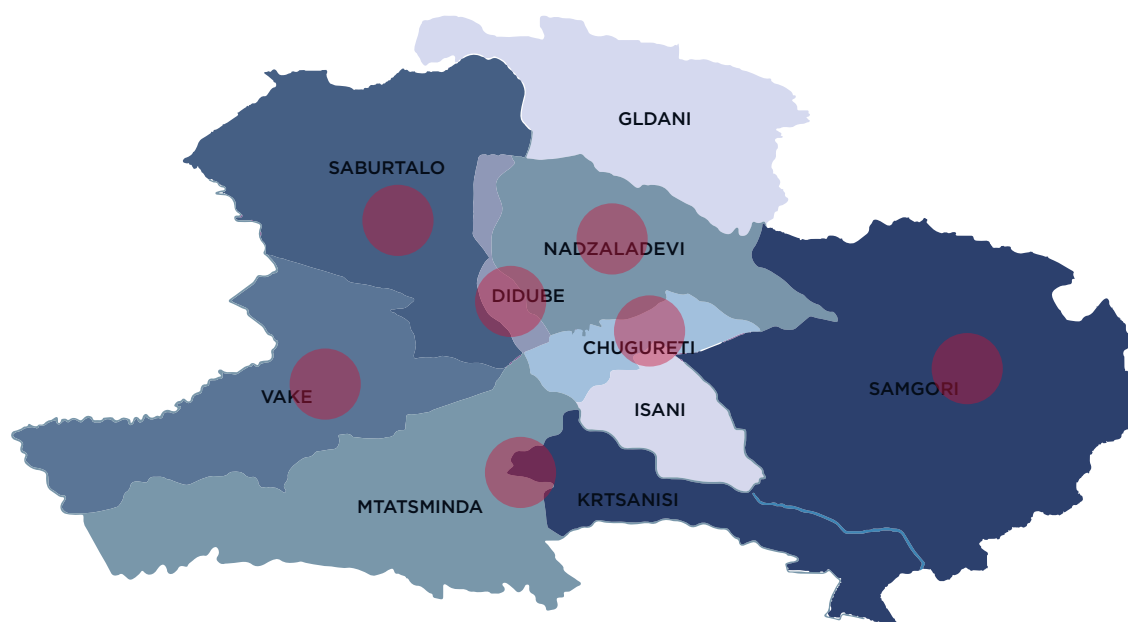 GLDANI
SABURTALO
NADZALADEVI
DIDUBE
CHUGURETI
SAMGORI
VAKE
ISANI
KRTSANISI
MTATSMINDA